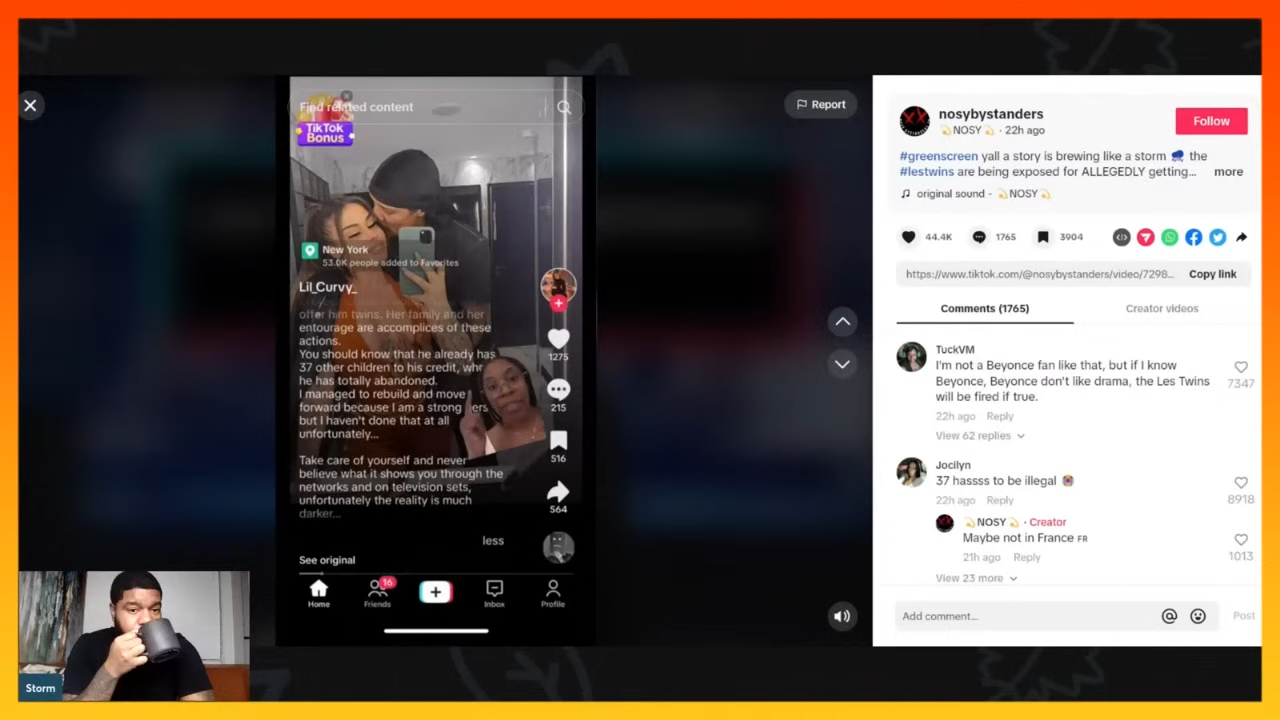 Find related content
TikTok
Bonus
New York
53.0K people added to Favorites
Lil_Curvy_
offer him twins. Her family and her
entourage are accomplices of these
actions.
You should know that he already has
37 other children to his credit,
he has totally abandoned.
I managed to rebuild and move
forward because I am a strong
but I haven't done that at all
unfortunately...
Take care of yourself and never
believe what it shows you through the
networks and on television sets,
unfortunately the reality is much
darker...
less
See original
1275
215
516
564
Home
16
Friends
Inbox
Profile
Report
nosybystanders
NOSY · 22h ago
Follow
#greenscreen yall a story is brewing like a storm 🌧 the
#lestwins are being exposed for ALLEGEDLY getting...
more
original sound - NOSY
44.4K
1765
3904
https://www.tiktok.com/@nosybystanders/video/7298...
Copy link
Comments (1765)
Creator videos
TuckVM
I'm not a Beyonce fan like that, but if I know
Beyonce, Beyonce don't like drama, the Les Twins
will be fired if true.
7347
22h ago Reply
View 62 replies
Jocilyn
37 hassss to be illegal
8918
22h ago Reply
NOSY · Creator
Maybe not in France FR
1013
21h ago Reply
View 23 more
Add comment...
Post
Storm